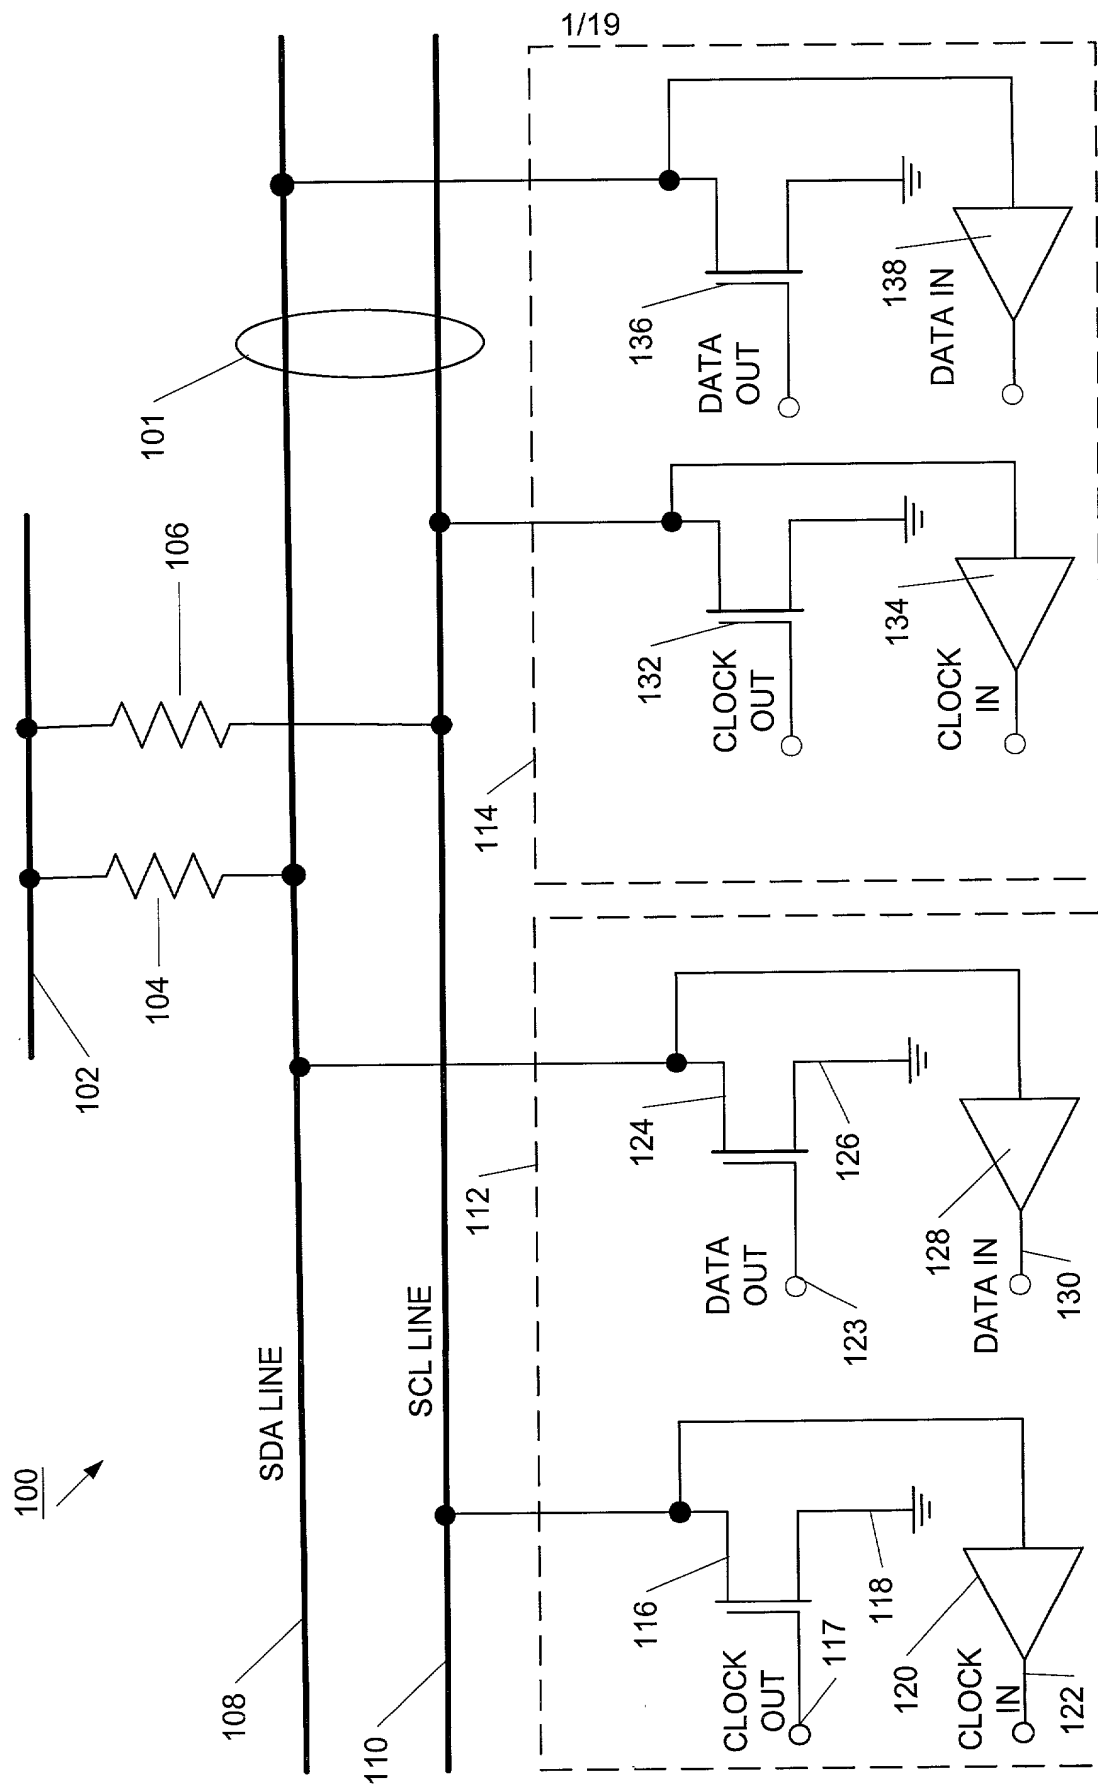 1/19
100
102
104
106
101
108
SDA LINE
110
SCL LINE
112
114
116
CLOCK
OUT
117
118
120
CLOCK
IN
122
124
DATA
OUT
123
126
128
DATA IN
130
132
CLOCK
OUT
134
CLOCK
IN
136
DATA
OUT
138
DATA IN